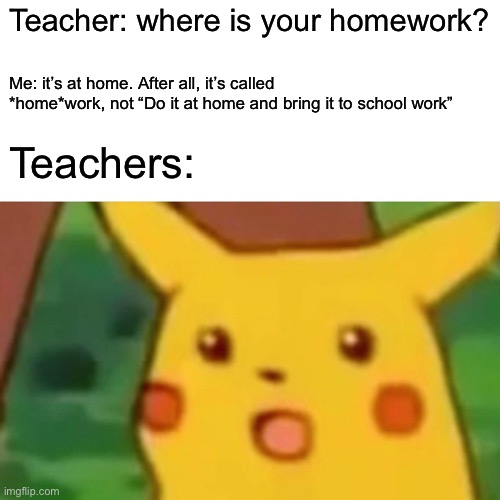 Teacher: where is your homework?
Me: it’s at home. After all, it’s called
*home*work, not “Do it at home and bring it to school work”
Teachers:
imgflip.com